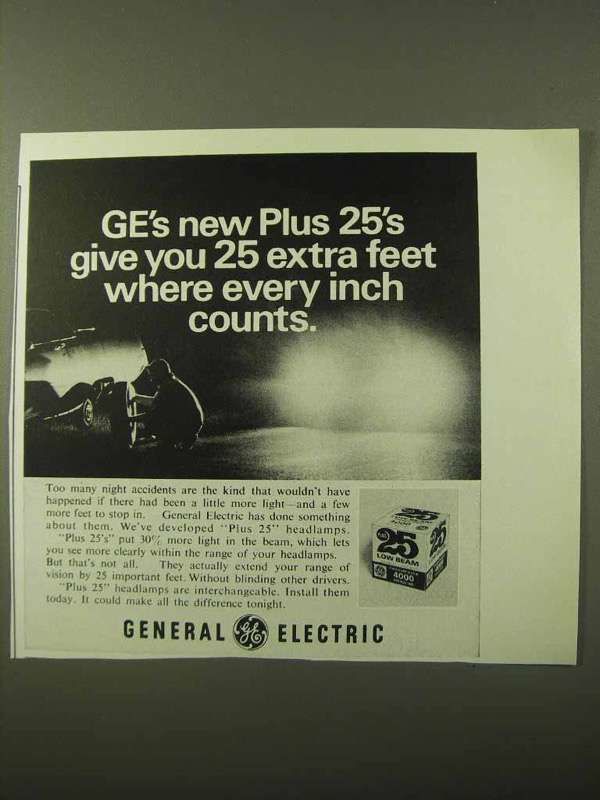 GE's new Plus 25's
give you 25 extra feet
where every inch
counts.
Too many night accidents are the kind that wouldn't have
happened if there had been a little more light—and a few
more feet to stop in. General Electric has done something
about them. We've developed "Plus 25" headlamps.
"Plus 25's" put 30% more light in the beam, which lets
you see more clearly within the range of your headlamps.
But that's not all. They actually extend your range of
vision by 25 important feet. Without blinding other drivers.
"Plus 25" headlamps are interchangeable. Install them
today. It could make all the difference tonight.
PLUS
25
LOW BEAM
4000
GENERAL GE ELECTRIC